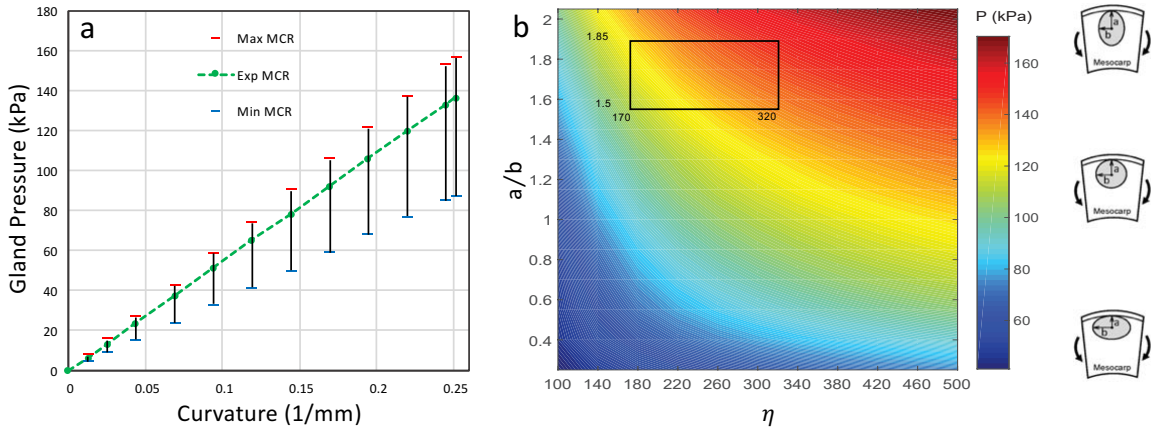 a
Gland Pressure (kPa)
180
160
140
120
100
80
60
40
20
0
Max MCR
Exp MCR
Min MCR
0
0.05
0.1
0.15
0.2
0.25
Curvature (1/mm)
b
a/b
2
1.8
1.6
1.4
1.2
1
0.8
0.6
0.4
1.85
1.5
170
320
100 140 180 220 260 300 340 380 420 460 500
η
P (kPa)
160
140
120
100
80
60
a
b
Mesocarp
a
b
Mesocarp
a
b
Mesocarp